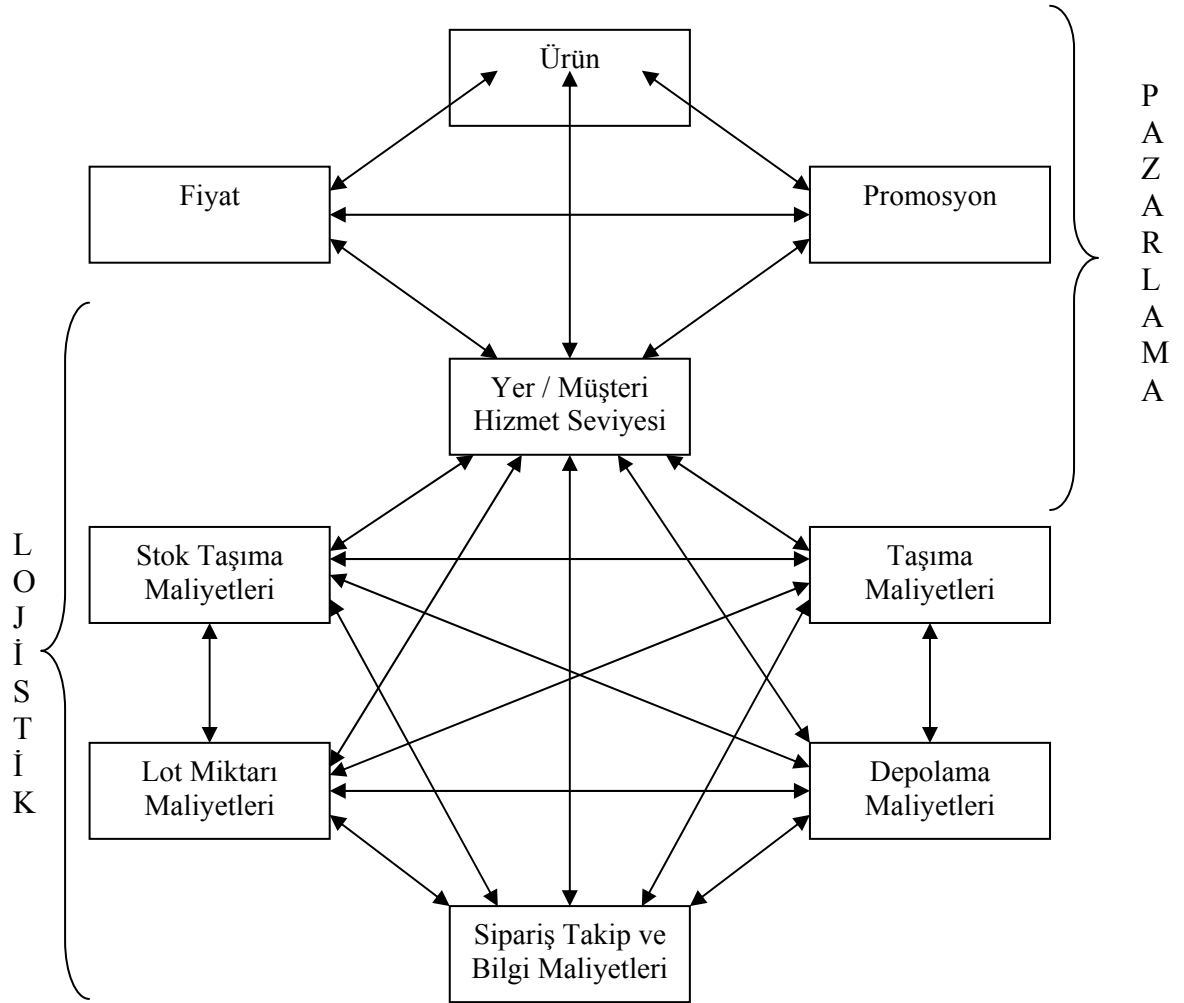 Ürün
Fiyat
Promosyon
Yer / Müşteri
Hizmet Seviyesi
Stok Taşıma
Maliyetleri
Taşıma
Maliyetleri
Lot Miktarı
Maliyetleri
Depolama
Maliyetleri
Sipariş Takip ve
Bilgi Maliyetleri
P
A
Z
A
R
L
A
M
A
L
O
J
İ
S
T
İ
K